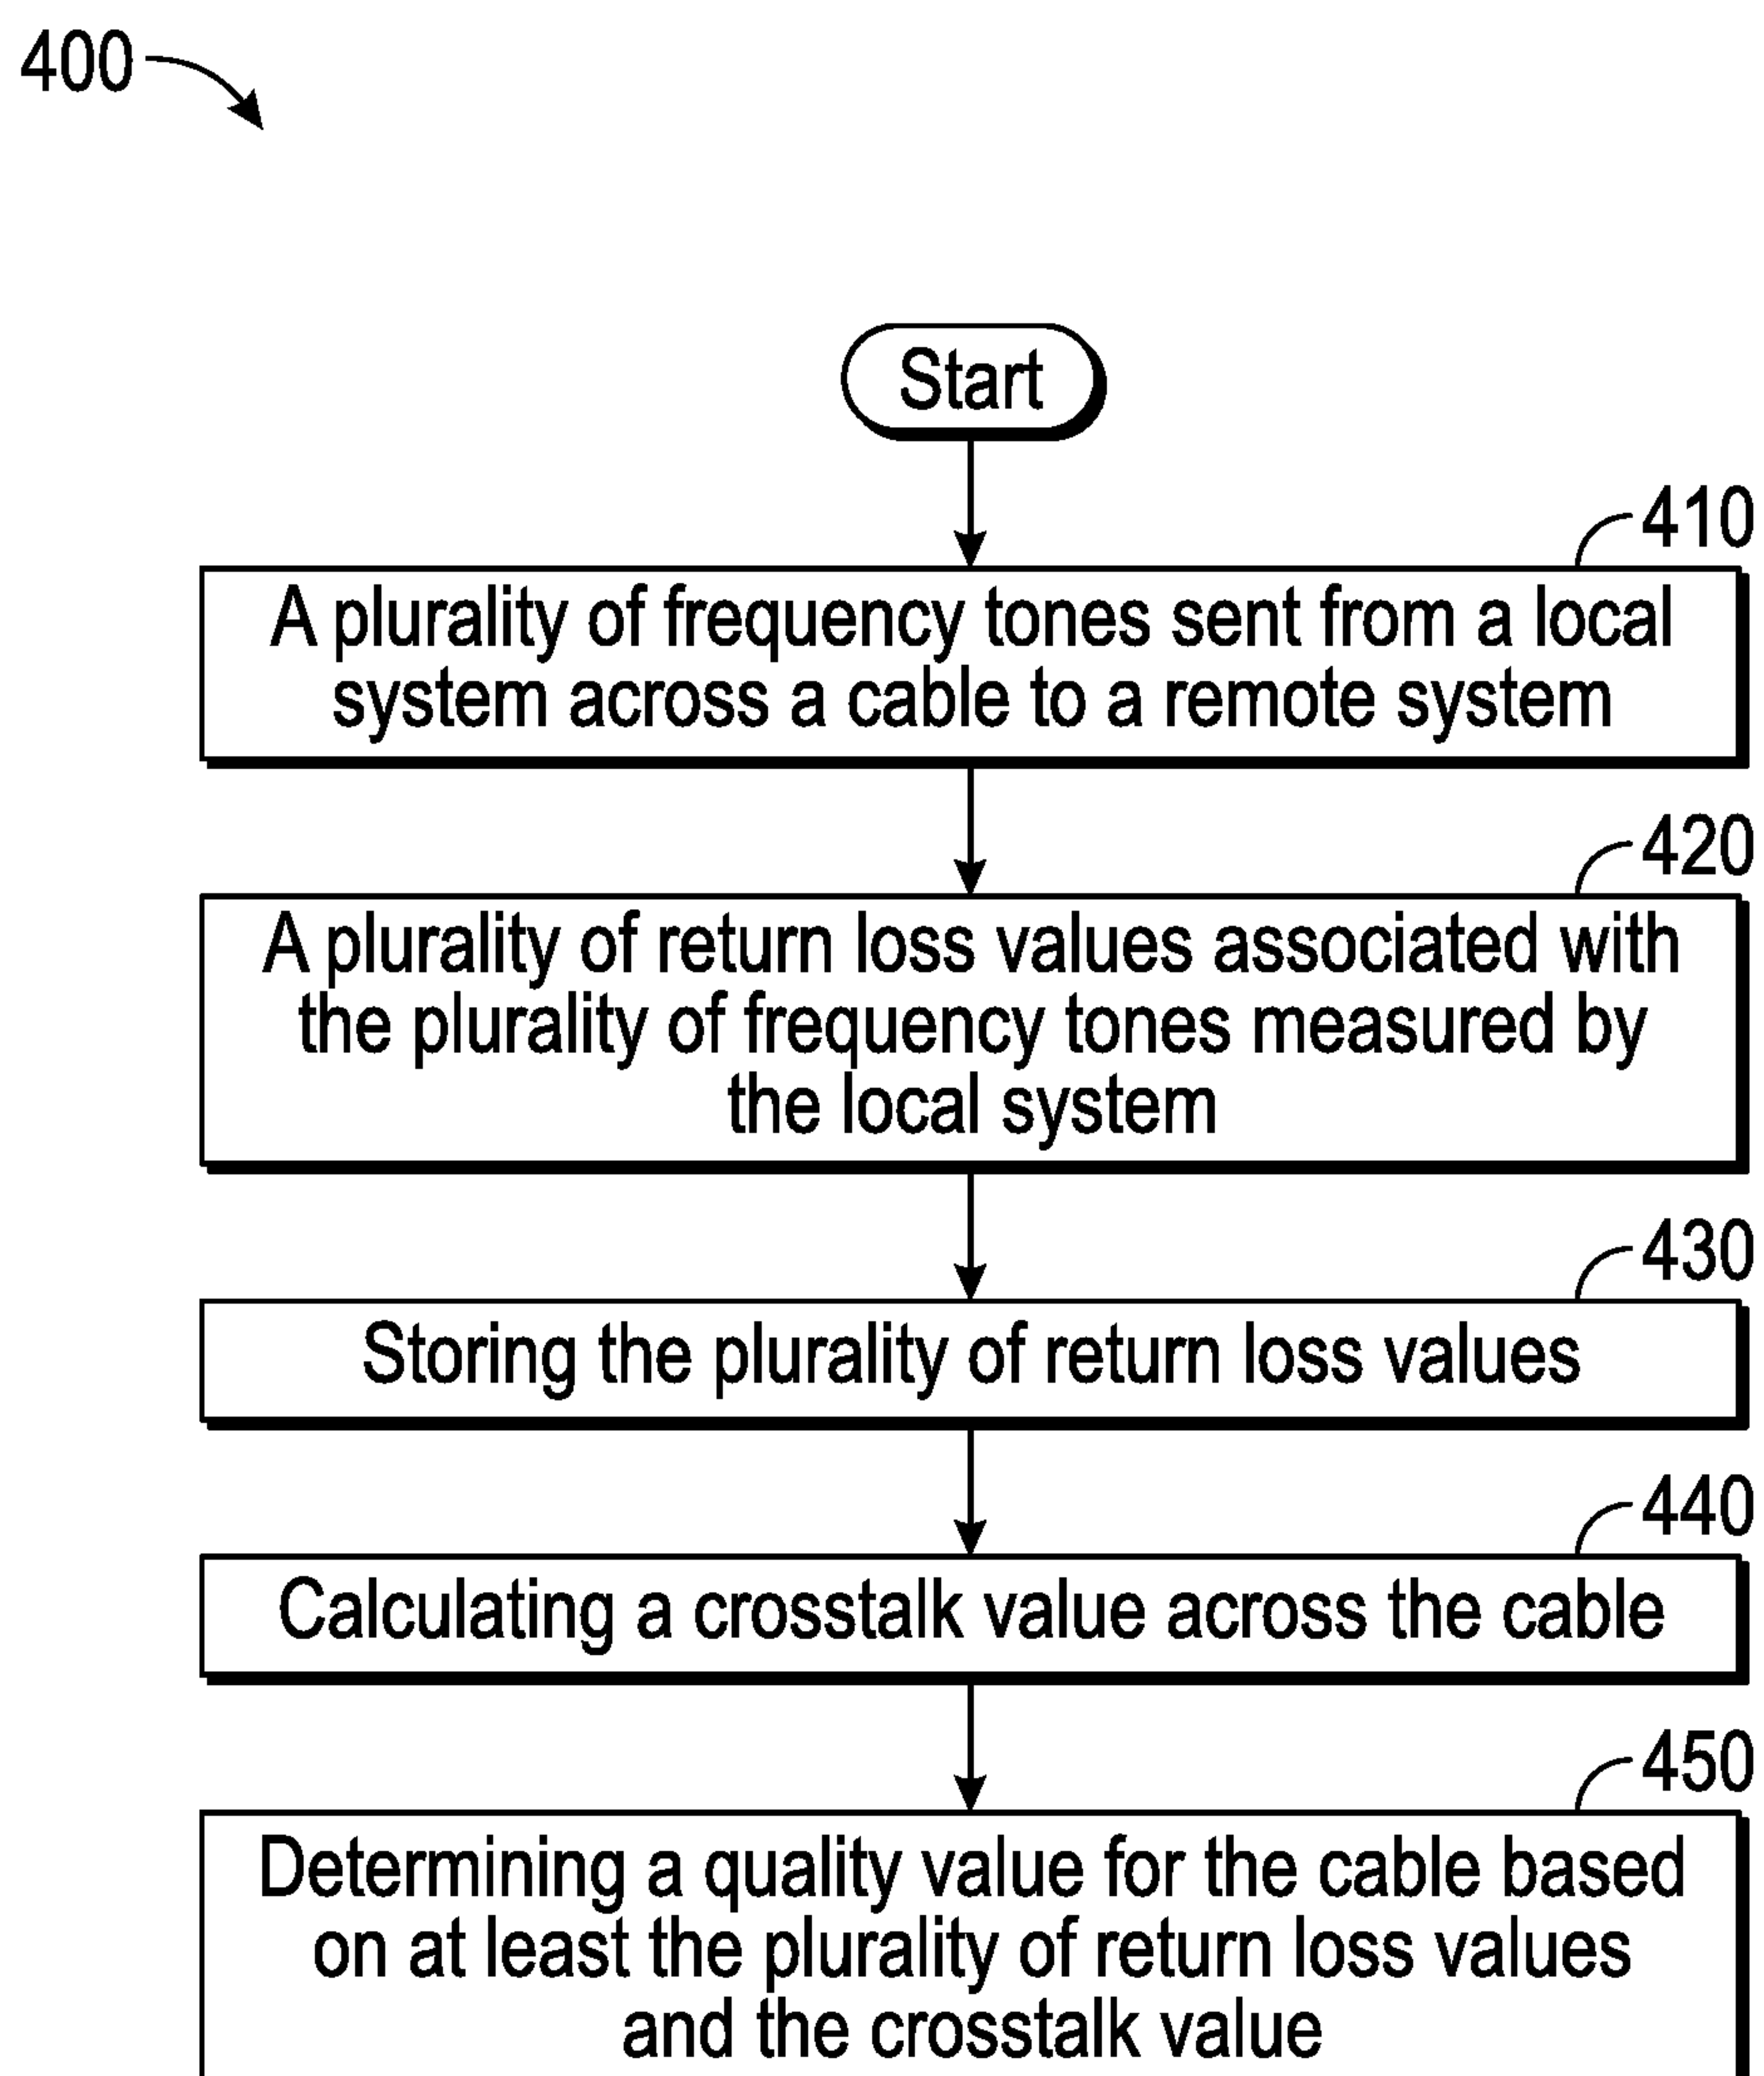 400
Start
410
A plurality of frequency tones sent from a local
system across a cable to a remote system
420
A plurality of return loss values associated with
the plurality of frequency tones measured by
the local system
430
Storing the plurality of return loss values
440
Calculating a crosstalk value across the cable
450
Determining a quality value for the cable based
on at least the plurality of return loss values
and the crosstalk value